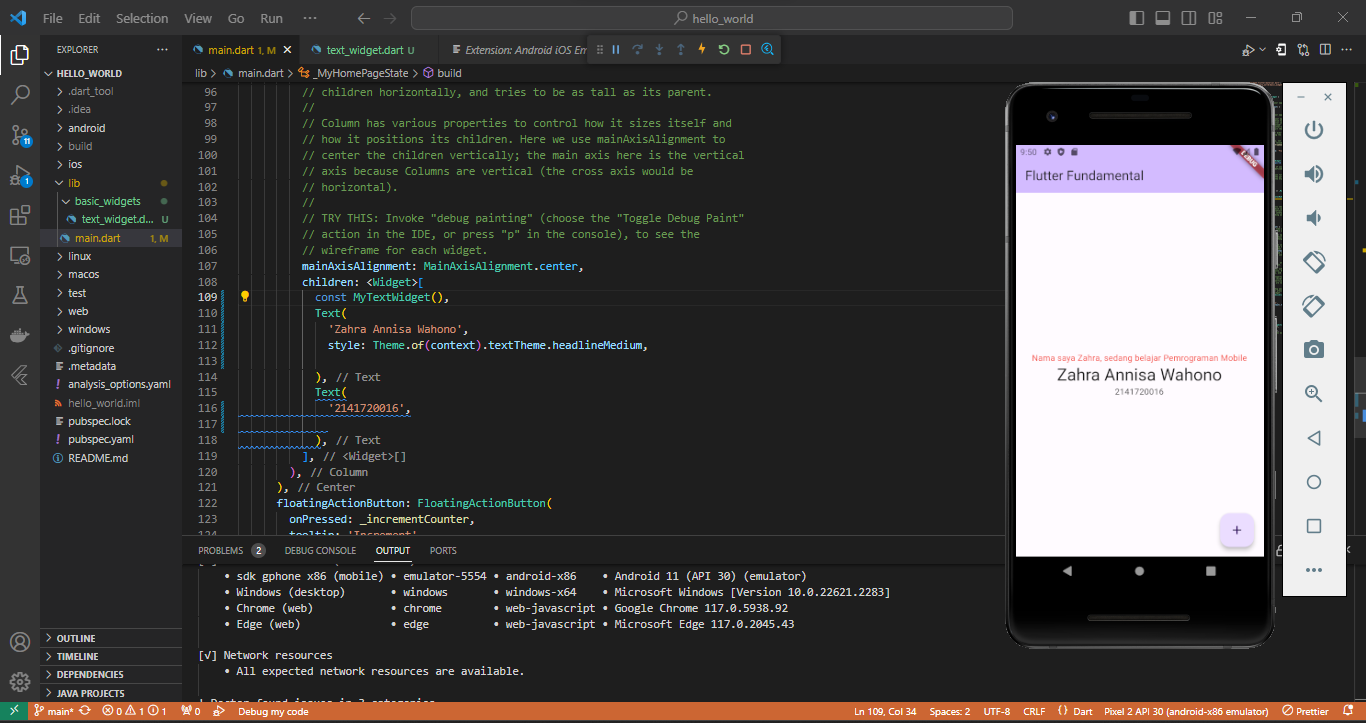 File Edit Selection View Go Run ··· hello_world
EXPLORER ···
HELLO_WORLD
.dart_tool
.idea
android
build
ios
lib
basic_widgets
text_widget.d... U
main.dart 1, M
linux
macos
test
web
windows
.gitignore
.metadata
analysis_options.yaml
hello_world.iml
pubspec.lock
pubspec.yaml
README.md
OUTLINE
TIMELINE
DEPENDENCIES
JAVA PROJECTS
11
1
main.dart 1, M
text_widget.dart U
Extension: Android iOS Em
lib > main.dart > _MyHomePageState > build
96 // children horizontally, and tries to be as tall as its parent.
97 //
98 // Column has various properties to control how it sizes itself and
99 // how it positions its children. Here we use mainAxisAlignment to
100 // center the children vertically; the main axis here is the vertical
101 // axis because Columns are vertical (the cross axis would be
102 // horizontal).
103 //
104 // TRY THIS: Invoke "debug painting" (choose the "Toggle Debug Paint"
105 // action in the IDE, or press "p" in the console), to see the
106 // wireframe for each widget.
107 mainAxisAlignment: MainAxisAlignment.center,
108 children: <Widget>[
109 const MyTextWidget(),
110 Text(
111 'Zahra Annisa Wahono',
112 style: Theme.of(context).textTheme.headlineMedium,
113
114 ), // Text
115 Text(
116 '2141720016',
117
118 ), // Text
119 ], // <Widget>[]
120 ), // Column
121 ), // Center
122 floatingActionButton: FloatingActionButton(
123 onPressed: _incrementCounter,
124 tooltip: 'Increment',
PROBLEMS 2 DEBUG CONSOLE OUTPUT PORTS
• sdk gphone x86 (mobile) • emulator-5554 • android-x86 • Android 11 (API 30) (emulator)
• Windows (desktop) • windows • windows-x64 • Microsoft Windows [Version 10.0.22621.2283]
• Chrome (web) • chrome • web-javascript • Google Chrome 117.0.5938.92
• Edge (web) • edge • web-javascript • Microsoft Edge 117.0.2045.43
[√] Network resources
• All expected network resources are available.
! Doctor found issues in 2 categories.
9:50
DEBUG
Flutter Fundamental
Nama saya Zahra, sedang belajar Pemrograman Mobile
Zahra Annisa Wahono
2141720016
+
main* 0 1 1 0 Debug my code Ln 109, Col 34 Spaces: 2 UTF-8 CRLF {} Dart Pixel 2 API 30 (android-x86 emulator) Prettier